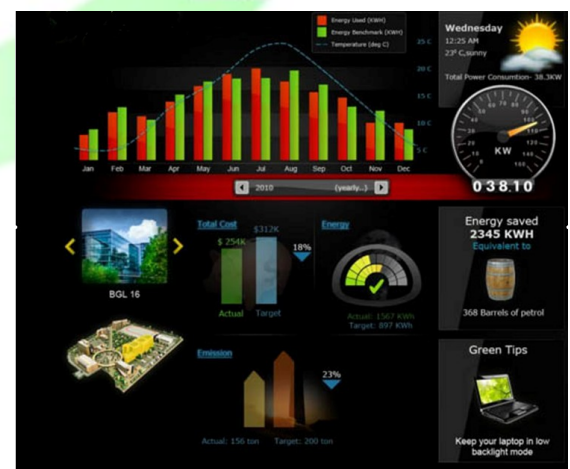 Energy Used (KWH)
Energy Benchmark (KWH)
Temperature (deg C)
25 C
20 C
15 C
10 C
5 C
Jan Feb Mar Apr May Jun Jul Aug Sep Oct Nov Dec
2010 (yearly...)
Wednesday
12:25 AM
23⁰ C,sunny
Total Power Consumtion- 38.3KW
KW
038.10
BGL 16
Total Cost
$312K
$ 254K
18%
Actual Target
Energy
Actual: 1567 KWh
Target: 897 KWh
Energy saved
2345 KWH
Equivalent to
368 Barrels of petrol
Emission
23%
Actual: 156 ton Target: 200 ton
Green Tips
Keep your laptop in low
backlight mode